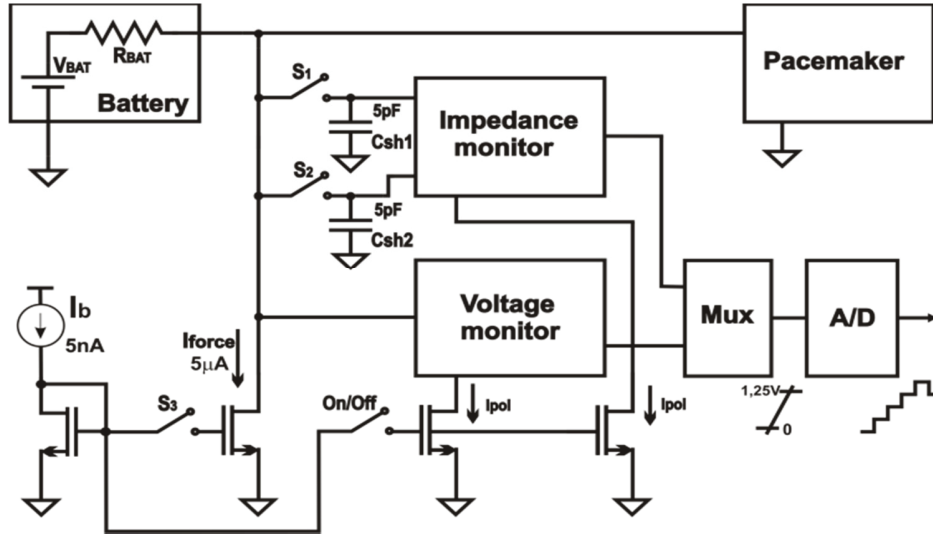 VBAT
RBAT
Battery
Pacemaker
S1
5pF
Csh1
Impedance
monitor
S2
5pF
Csh2
Ib
5nA
Iforce
5μA
Voltage
monitor
Mux
A/D
S3
On/Off
Ipol
Ipol
1,25V
0